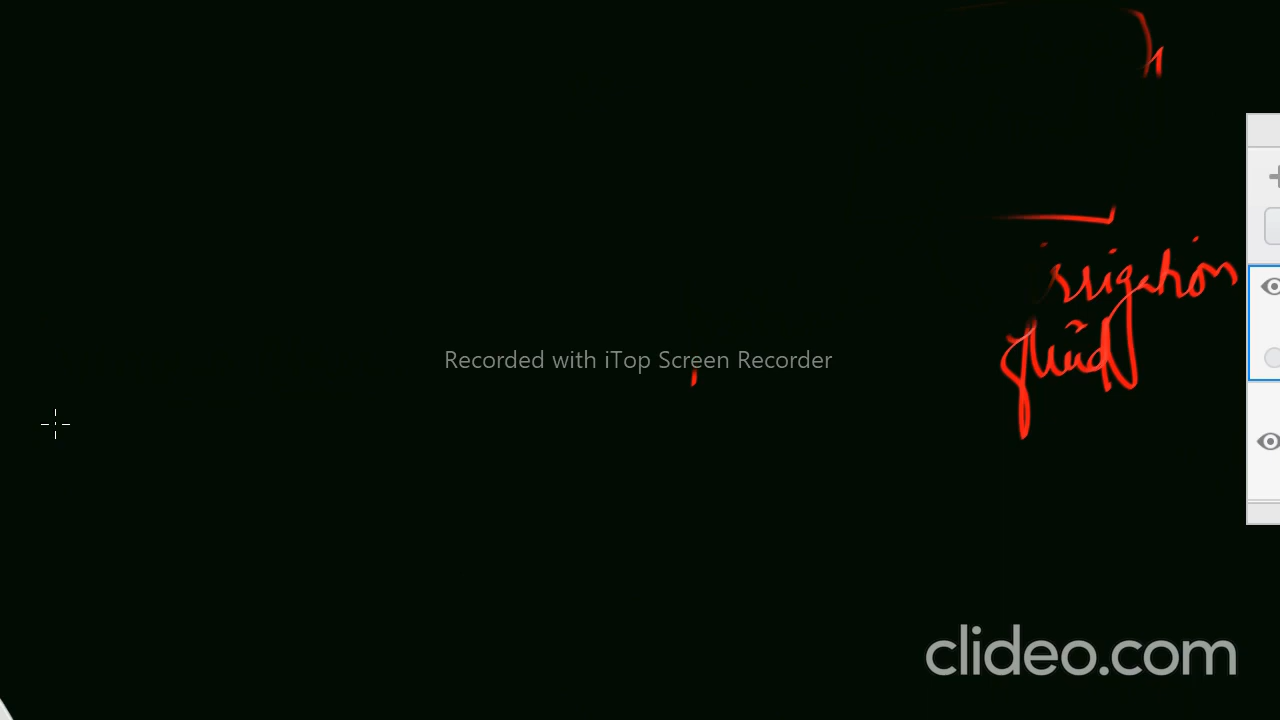 irrigation
fluid
Recorded with iTop Screen Recorder
clideo.com